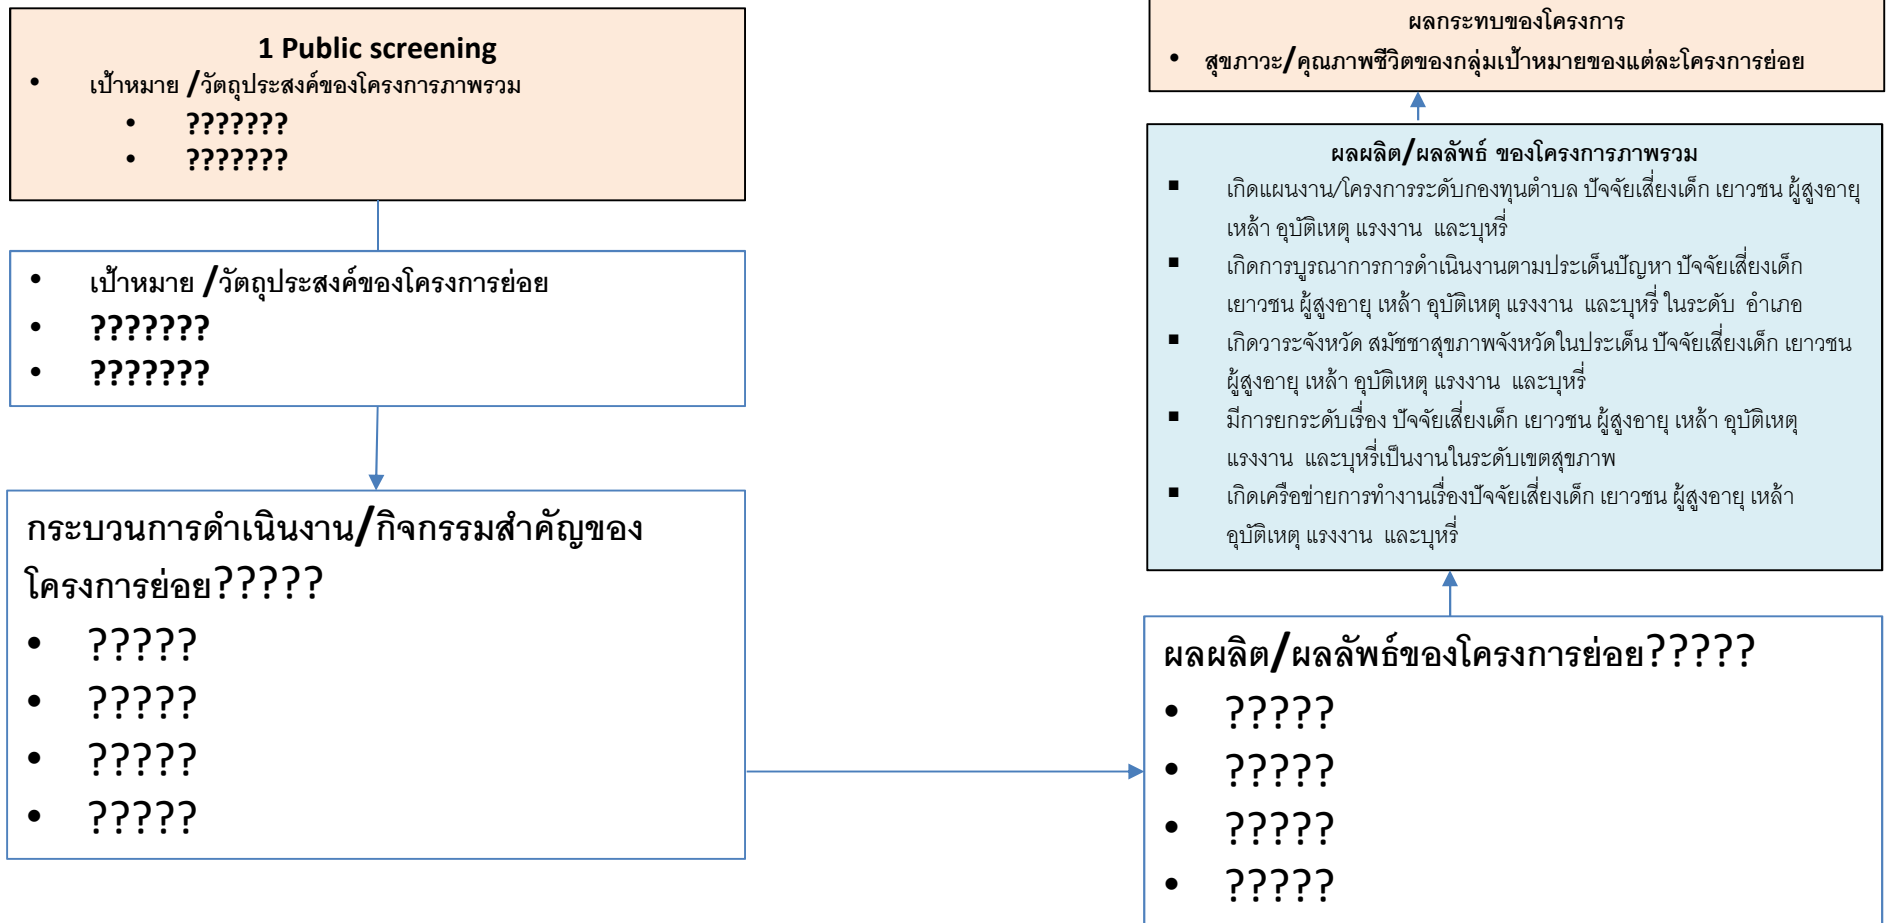 1 Public screening
• เป้าหมาย /วัตถุประสงค์ของโครงการภาพรวม
• ???????
• ???????
• เป้าหมาย /วัตถุประสงค์ของโครงการย่อย
• ???????
• ???????
กระบวนการดำเนินงาน/กิจกรรมสำคัญของ
โครงการย่อย?????
• ?????
• ?????
• ?????
• ?????
ผลกระทบของโครงการ
• สุขภาวะ/คุณภาพชีวิตของกลุ่มเป้าหมายของแต่ละโครงการย่อย
ผลผลิต/ผลลัพธ์ ของโครงการภาพรวม
▪ เกิดแผนงาน/โครงการระดับกองทุนตำบล ปัจจัยเสี่ยงเด็ก เยาวชน ผู้สูงอายุ
เหล้า อุบัติเหตุ แรงงาน และบุหรี่
▪ เกิดการบูรณาการการดำเนินงานตามประเด็นปัญหา ปัจจัยเสี่ยงเด็ก
เยาวชน ผู้สูงอายุ เหล้า อุบัติเหตุ แรงงาน และบุหรี่ ในระดับ อำเภอ
▪ เกิดวาระจังหวัด สมัชชาสุขภาพจังหวัดในประเด็น ปัจจัยเสี่ยงเด็ก เยาวชน
ผู้สูงอายุ เหล้า อุบัติเหตุ แรงงาน และบุหรี่
▪ มีการยกระดับเรื่อง ปัจจัยเสี่ยงเด็ก เยาวชน ผู้สูงอายุ เหล้า อุบัติเหตุ
แรงงาน และบุหรี่เป็นงานในระดับเขตสุขภาพ
▪ เกิดเครือข่ายการทำงานเรื่องปัจจัยเสี่ยงเด็ก เยาวชน ผู้สูงอายุ เหล้า
อุบัติเหตุ แรงงาน และบุหรี่
ผลผลิต/ผลลัพธ์ของโครงการย่อย?????
• ?????
• ?????
• ?????
• ?????